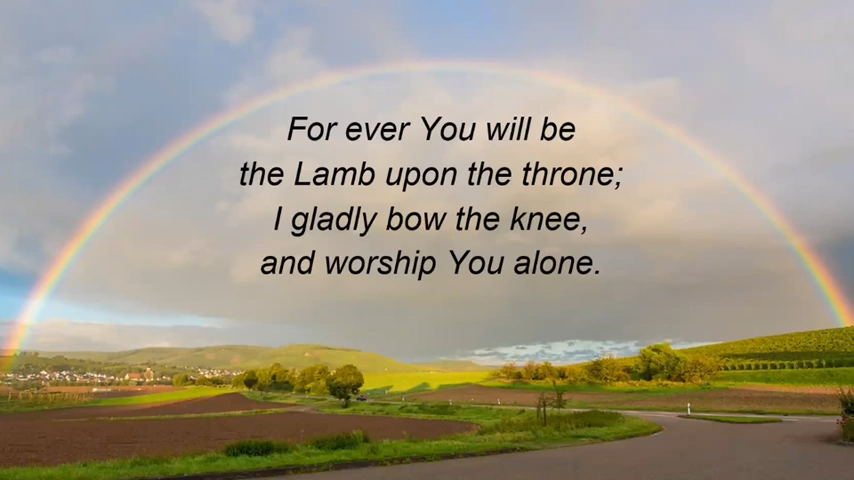 For ever You will be
the Lamb upon the throne;
I gladly bow the knee,
and worship You alone.